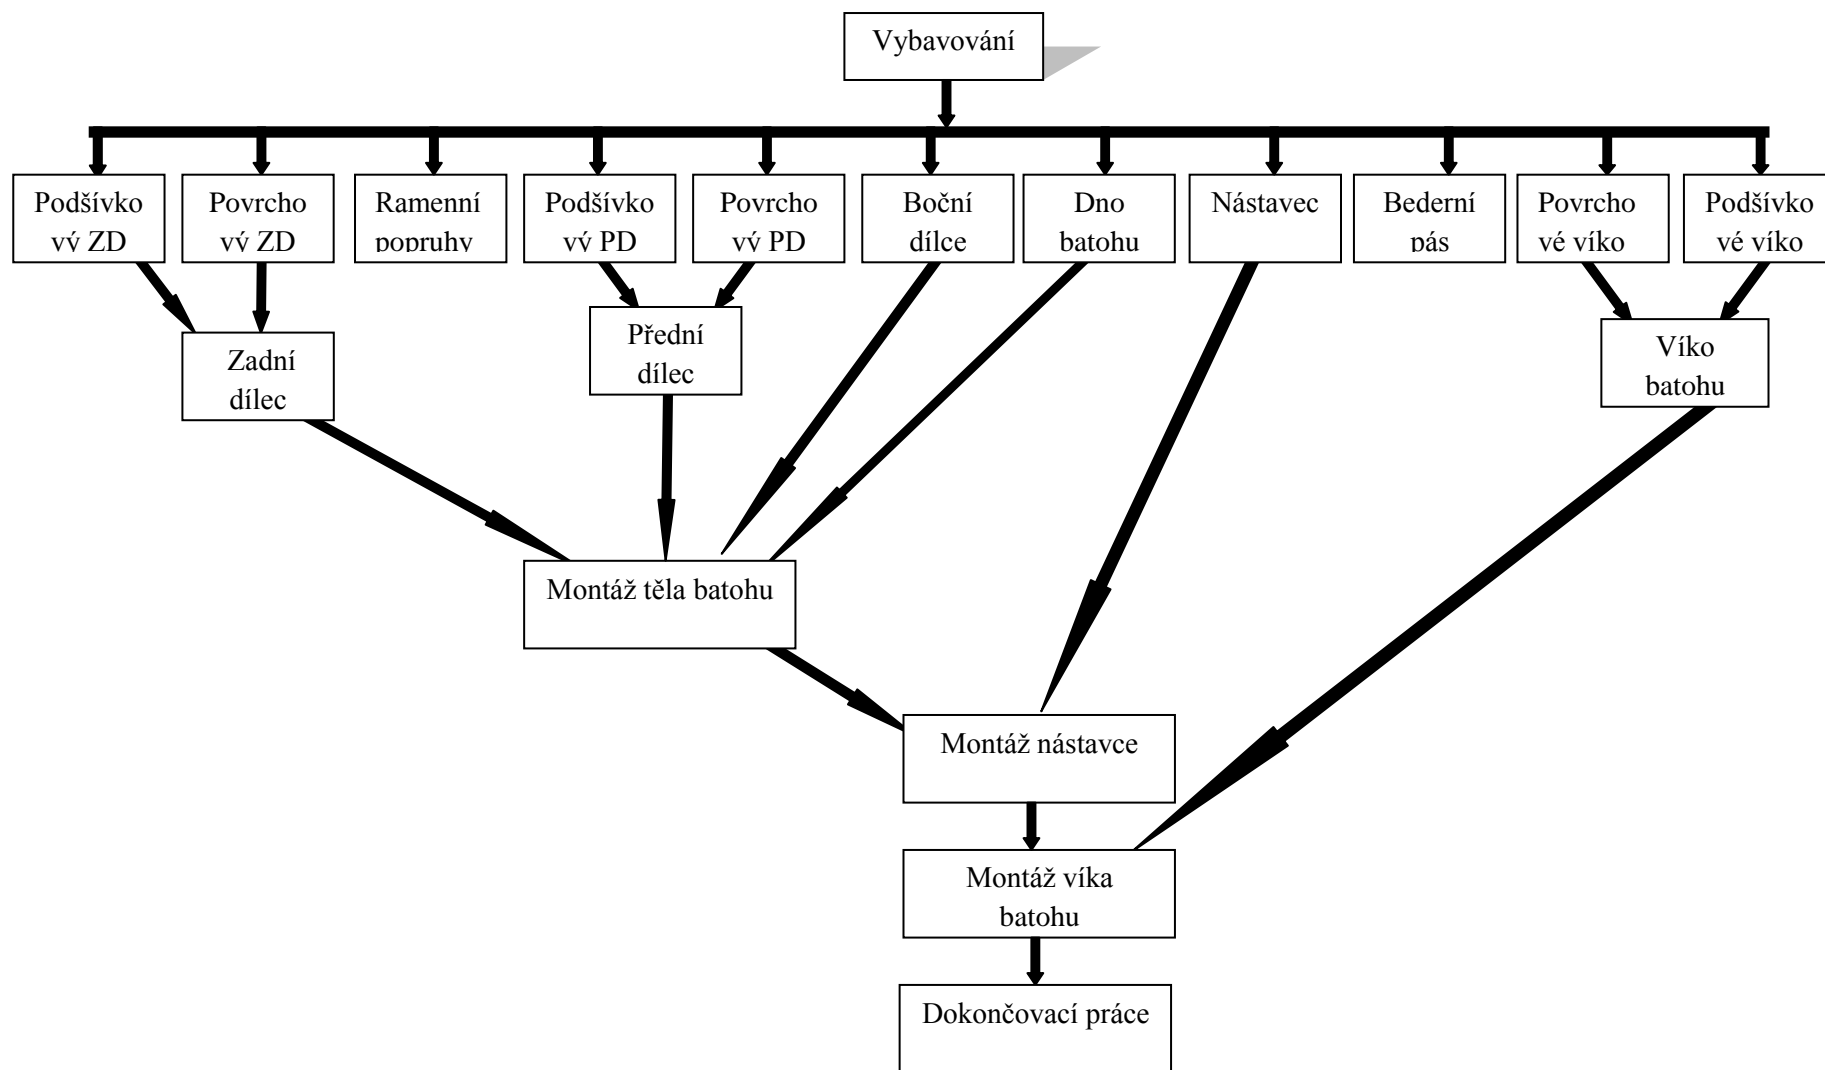 Vybavování
Podšívko
vý ZD
Povrcho
vý ZD
Ramenní
popruhy
Podšívko
vý PD
Povrcho
vý PD
Boční
dílce
Dno
batohu
Nástavec
Bederní
pás
Povrcho
vé víko
Podšívko
vé víko
Zadní
dílec
Přední
dílec
Víko
batohu
Montáž těla batohu
Montáž nástavce
Montáž víka
batohu
Dokončovací práce